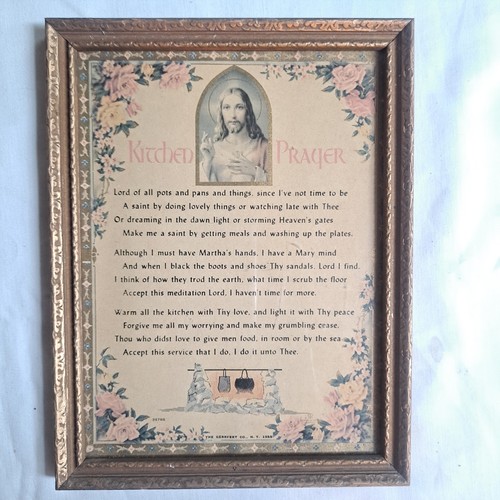 Kitchen Prayer
Lord of all pots and pans and things, since I've not time to be
A saint by doing lovely things or watching late with Thee
Or dreaming in the dawn light or storming Heaven's gates
Make me a saint by getting meals and washing up the plates.
Although I must have Martha's hands, I have a Mary mind
And when I black the boots and shoes Thy sandals, Lord I find.
I think of how they trod the earth, what time I scrub the floor
Accept this meditation Lord, I haven't time for more.
Warm all the kitchen with Thy love, and light it with Thy peace
Forgive me all my worrying and make my grumbling cease,
Thou who didst love to give men food, in room or by the sea
Accept this service that I do, I do it unto Thee.
CO. N.Y.